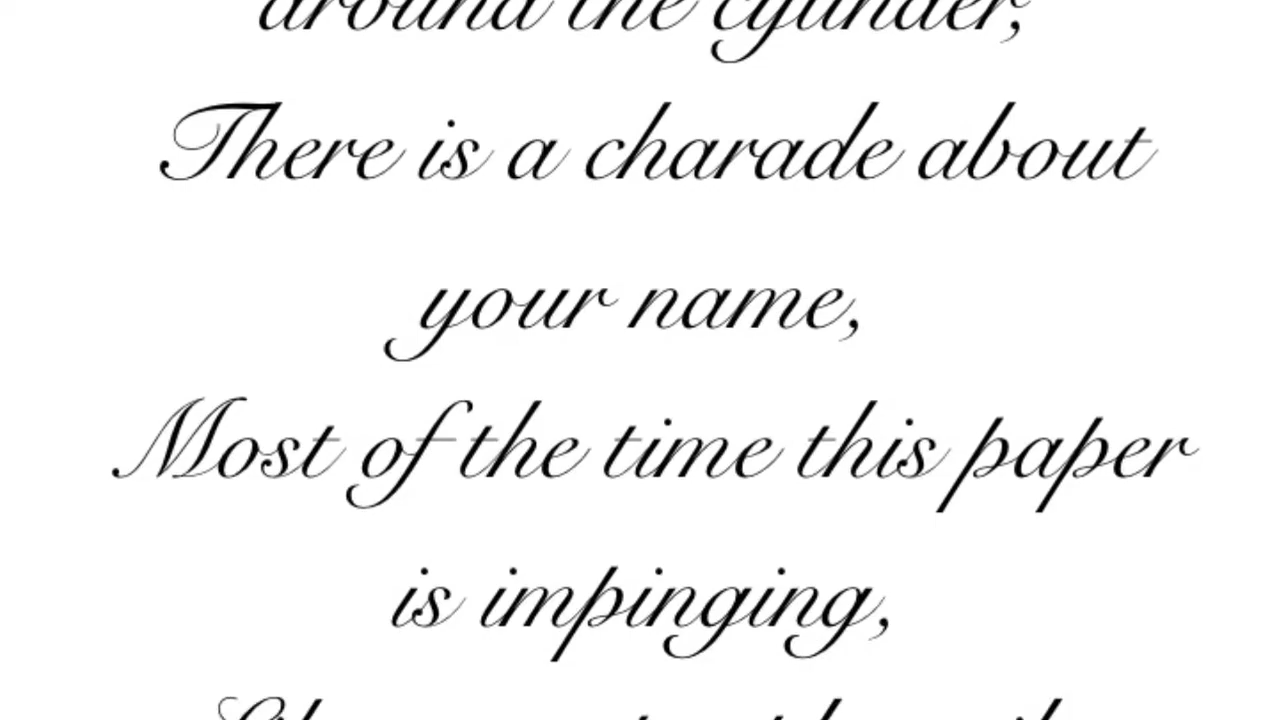 around the cylinder,
There is a charade about
your name,
Most of the time this paper
is impinging,